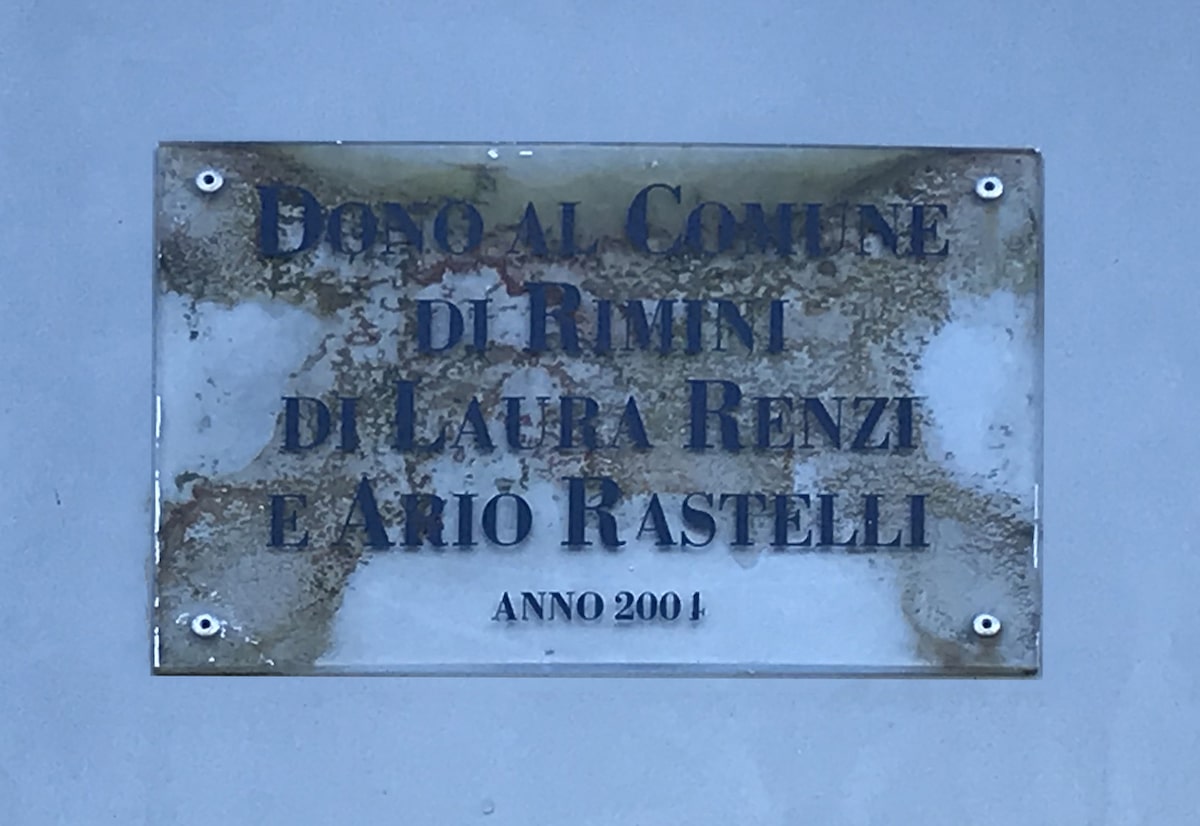 DONO AL COMUNE
DI RIMINI
DI LAURA RENZI
E ARIO RASTELLI
ANNO 2004